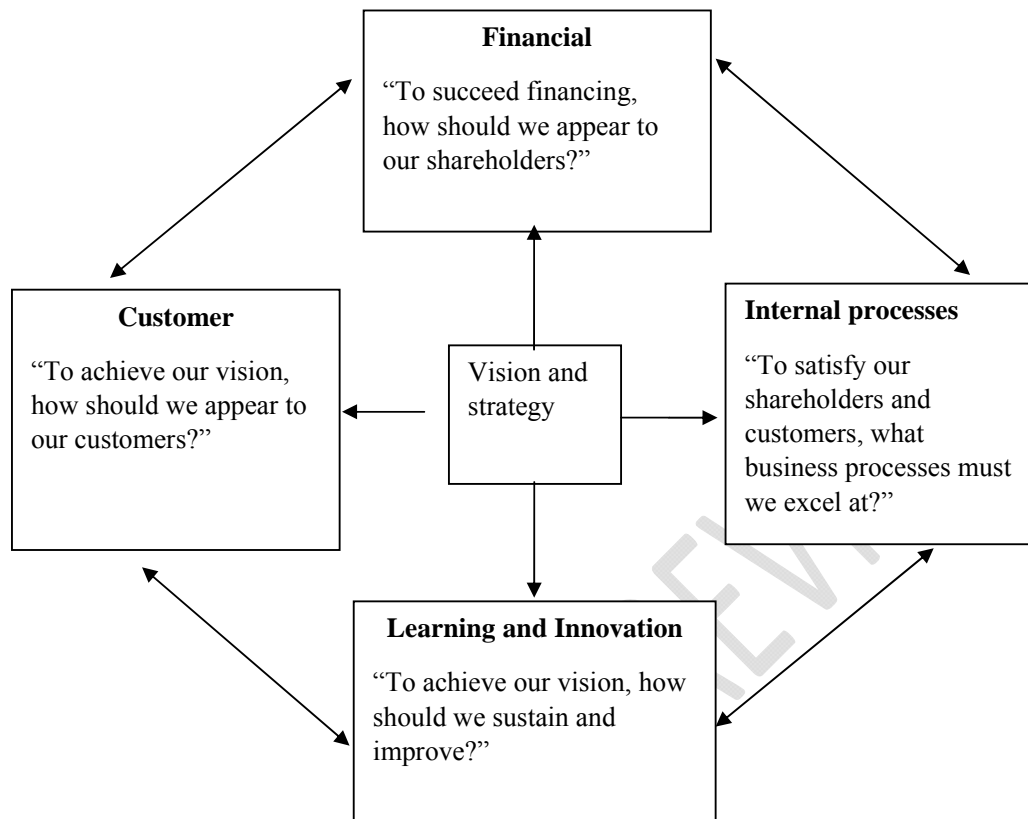 Financial
“To succeed financing,
how should we appear to
our shareholders?”
Customer
“To achieve our vision,
how should we appear to
our customers?”
Vision and
strategy
Internal processes
“To satisfy our
shareholders and
customers, what
business processes must
we excel at?”
Learning and Innovation
“To achieve our vision, how
should we sustain and
improve?”